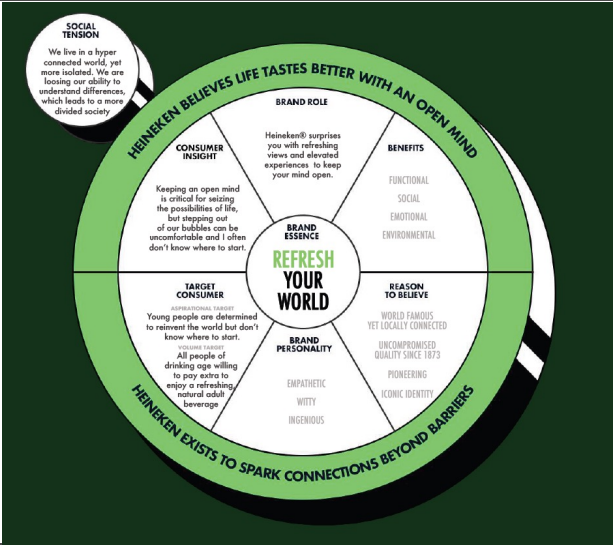 SOCIAL
TENSION
We live in a hyper
connected world, yet
more isolated. We are
loosing our ability to
understand differences,
which leads to a more
divided society
HEINEKEN BELIEVES LIFE TASTES BETTER WITH AN OPEN MIND
BRAND ROLE
Heineken® surprises
you with refreshing
views and elevated
experiences to keep
your mind open.
CONSUMER
INSIGHT
Keeping an open mind
is critical for seizing
the possibilities of life,
but stepping out
of our bubbles can be
uncomfortable and I often
don't know where to start.
BENEFITS
FUNCTIONAL
SOCIAL
EMOTIONAL
ENVIRONMENTAL
BRAND
ESSENCE
REFRESH
YOUR
WORLD
TARGET
CONSUMER
ASPIRATIONAL TARGET
Young people are determined
to reinvent the world but don't
know where to start.
VOLUME TARGET
All people of
drinking age willing
to pay extra to
enjoy a refreshing,
natural adult
beverage
BRAND
PERSONALITY
EMPATHETIC
WITTY
INGENIOUS
REASON
TO BELIEVE
WORLD FAMOUS
YET LOCALLY CONNECTED
UNCOMPROMISED
QUALITY SINCE 1873
PIONEERING
ICONIC IDENTITY
HEINEKEN EXISTS TO SPARK CONNECTIONS BEYOND BARRIERS